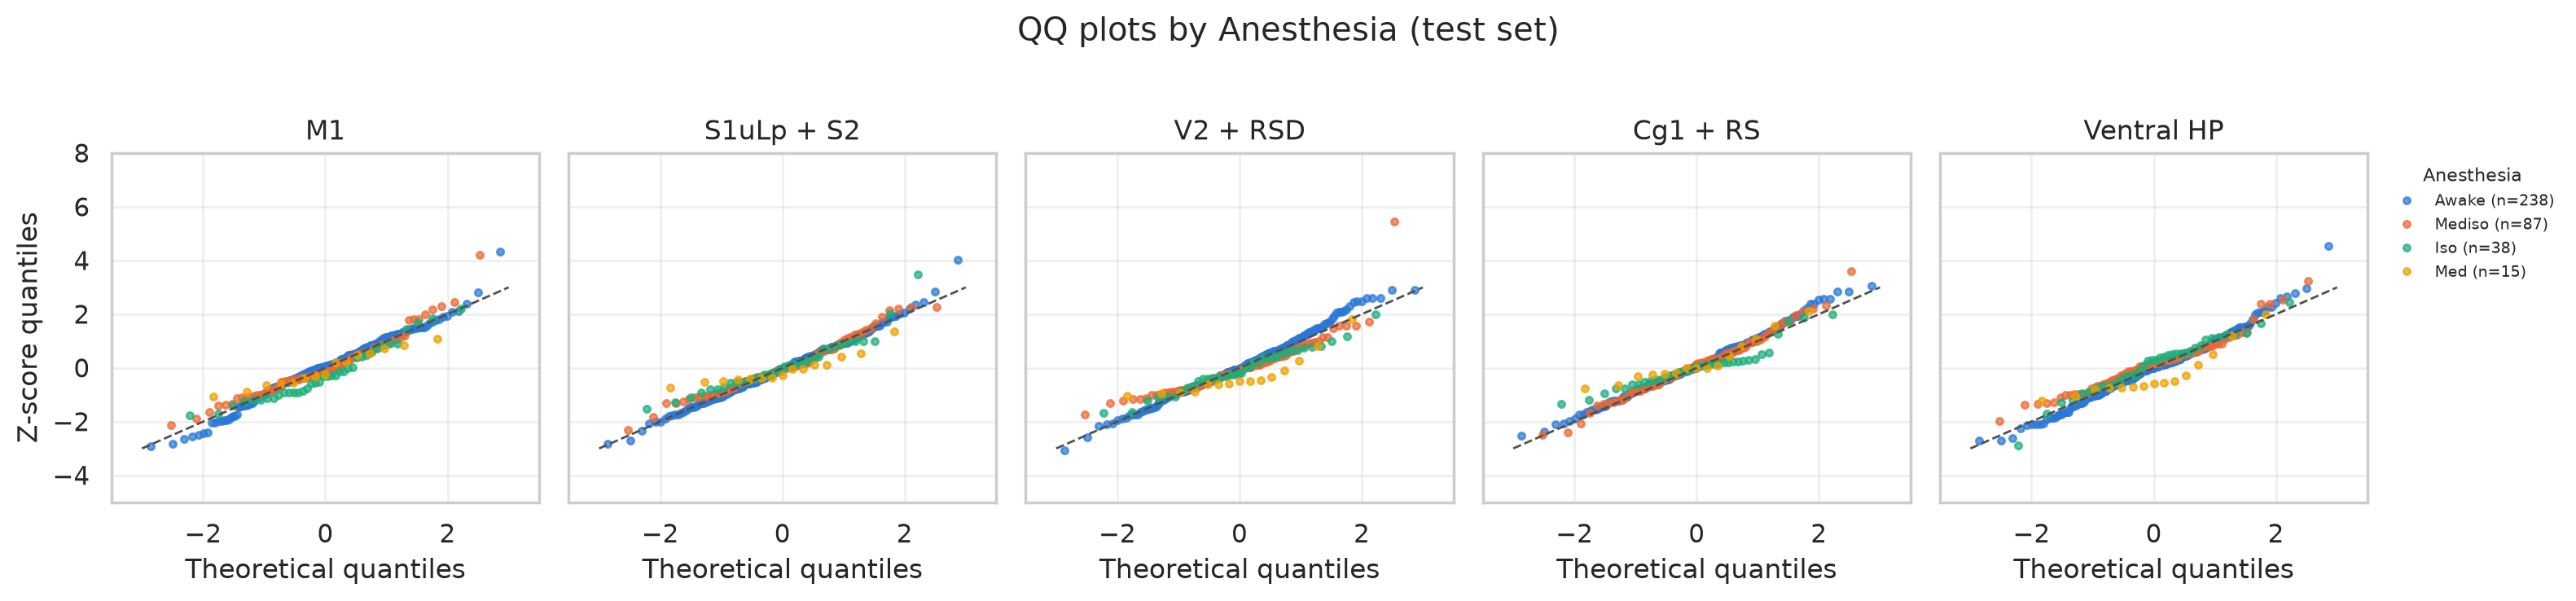 QQ plots by Anesthesia (test set)
M1
S1uLp + S2
V2 + RSD
Cg1 + RS
Ventral HP
Z-score quantiles
8
6
4
2
0
−2
−4
−2 0 2
−2 0 2
−2 0 2
−2 0 2
−2 0 2
Theoretical quantiles
Theoretical quantiles
Theoretical quantiles
Theoretical quantiles
Theoretical quantiles
Anesthesia
Awake (n=238)
Mediso (n=87)
Iso (n=38)
Med (n=15)